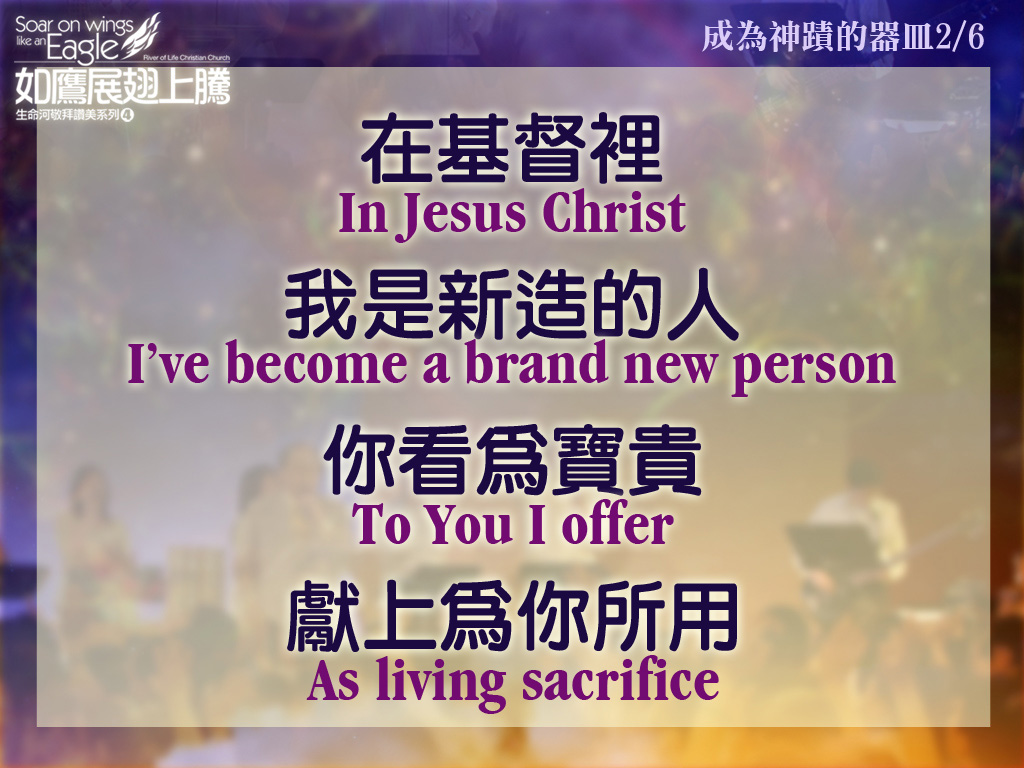 Soar on wings
like an Eagle
River of Life Christian Church
如鷹展翅上騰
生命河敬拜讚美系列4
成為神蹟的器皿2/6
在基督裡
In Jesus Christ
我是新造的人
I've become a brand new person
你看為寶貴
To You I offer
獻上為你所用
As living sacrifice